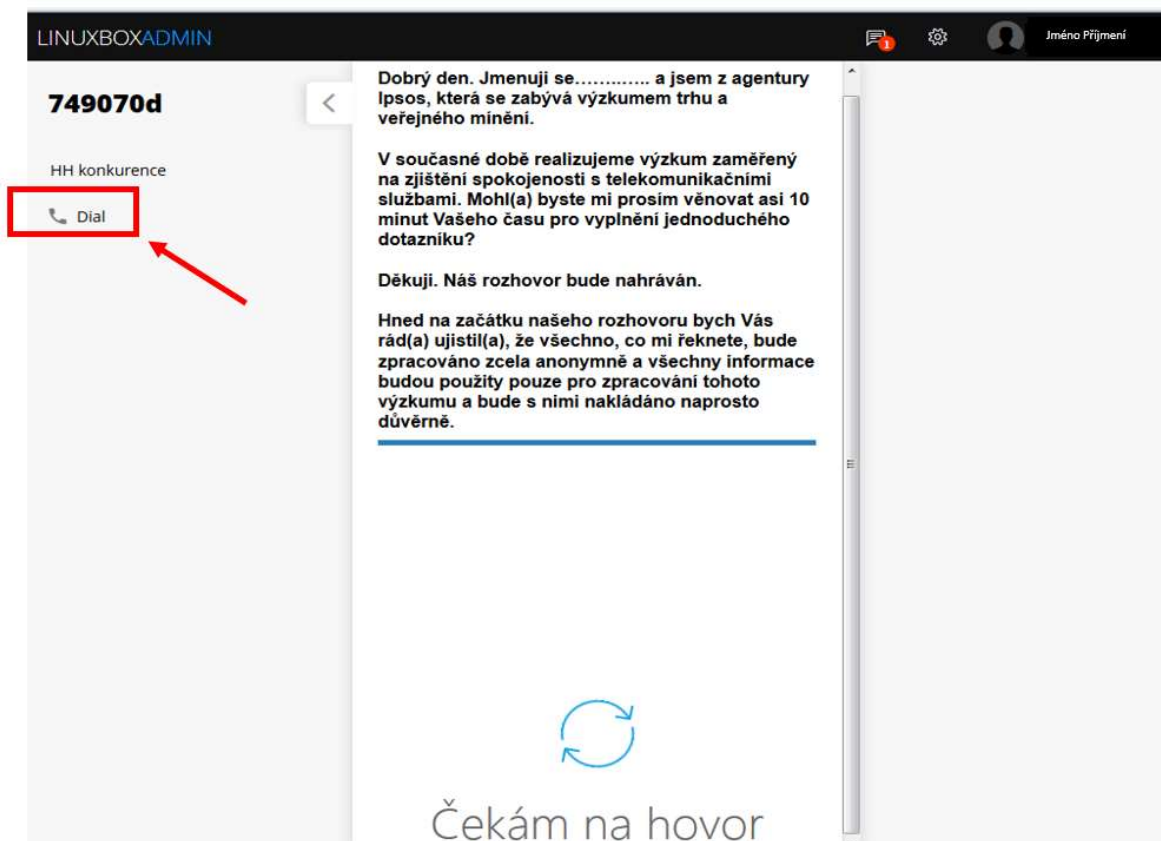 LINUXBOXADMIN
1
Jméno Příjmení
749070d
HH konkurence
Dial
Dobrý den. Jmenuji se............. a jsem z agentury
Ipsos, která se zabývá výzkumem trhu a
veřejného mínění.
V současné době realizujeme výzkum zaměřený
na zjištění spokojenosti s telekomunikačními
službami. Mohl(a) byste mi prosím věnovat asi 10
minut Vašeho času pro vyplnění jednoduchého
dotazníku?
Děkuji. Náš rozhovor bude nahráván.
Hned na začátku našeho rozhovoru bych Vás
rád(a) ujistil(a), že všechno, co mi řeknete, bude
zpracováno zcela anonymně a všechny informace
budou použity pouze pro zpracování tohoto
výzkumu a bude s nimi nakládáno naprosto
důvěrně.
Čekám na hovor